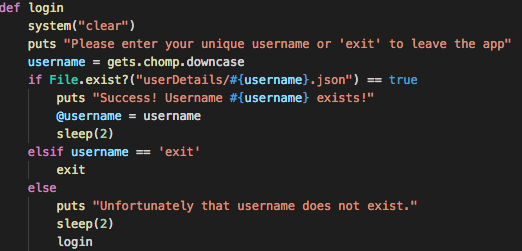 def login
    system("clear")
    puts "Please enter your unique username or 'exit' to leave the app"
    username = gets.chomp.downcase
    if File.exist?("userDetails/#{username}.json") == true
        puts "Success! Username #{username} exists!"
        @username = username
        sleep(2)
    elsif username == 'exit'
        exit
    else
        puts "Unfortunately that username does not exist."
        sleep(2)
        login